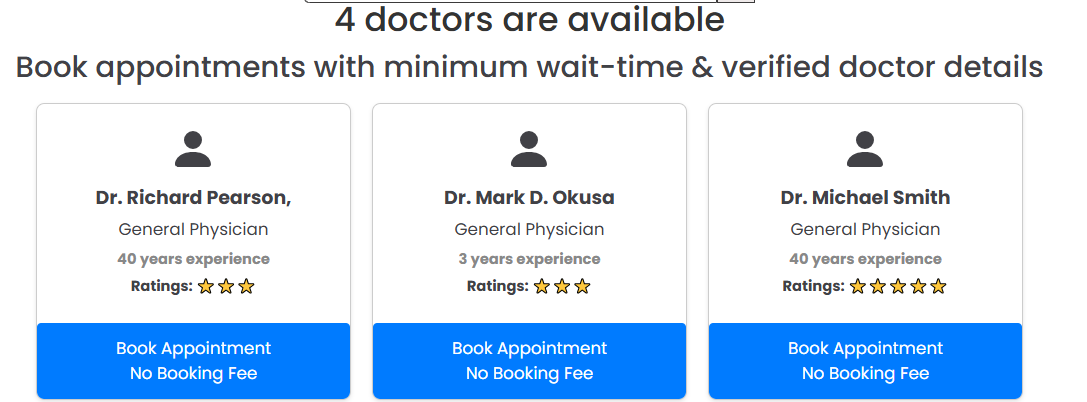 4 doctors are available
Book appointments with minimum wait-time & verified doctor details
Dr. Richard Pearson,
General Physician
40 years experience
Ratings:
Book Appointment
No Booking Fee
Dr. Mark D. Okusa
General Physician
3 years experience
Ratings:
Book Appointment
No Booking Fee
Dr. Michael Smith
General Physician
40 years experience
Ratings:
Book Appointment
No Booking Fee